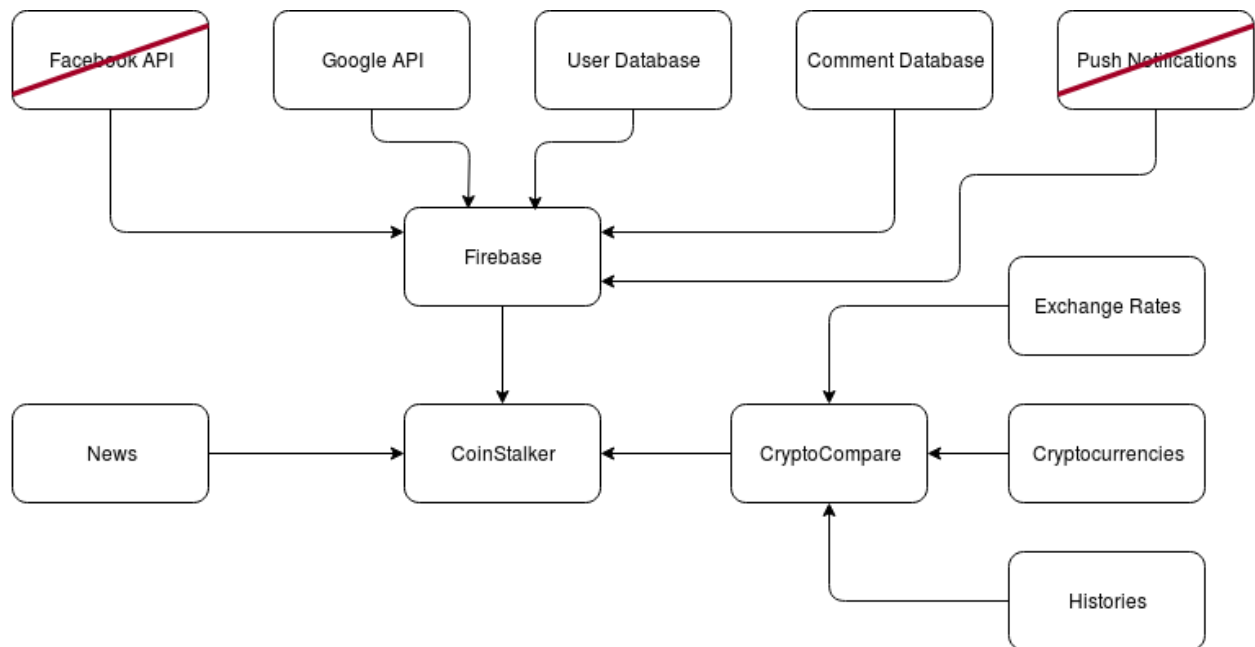 Facebook API
Google API
User Database
Comment Database
Push Notifications
Firebase
Exchange Rates
News
CoinStalker
CryptoCompare
Cryptocurrencies
Histories